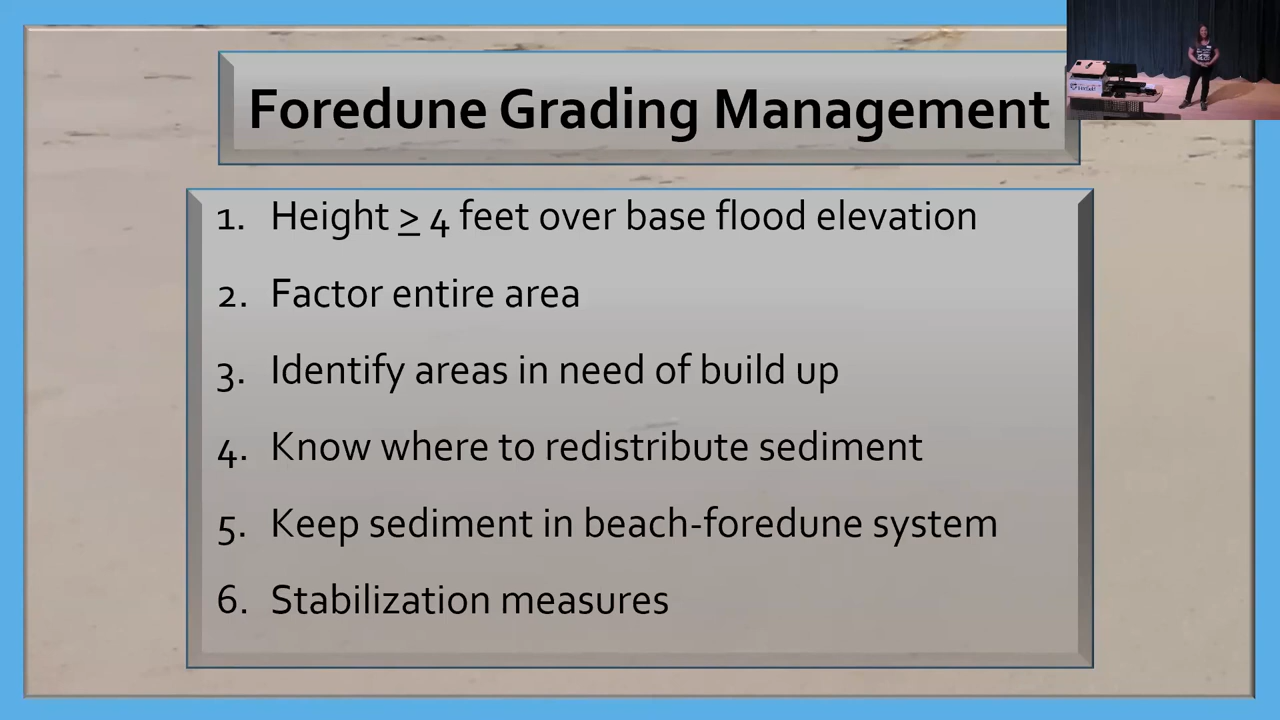 Foredune Grading Management
1. Height ≥ 4 feet over base flood elevation
2. Factor entire area
3. Identify areas in need of build up
4. Know where to redistribute sediment
5. Keep sediment in beach-foredune system
6. Stabilization measures